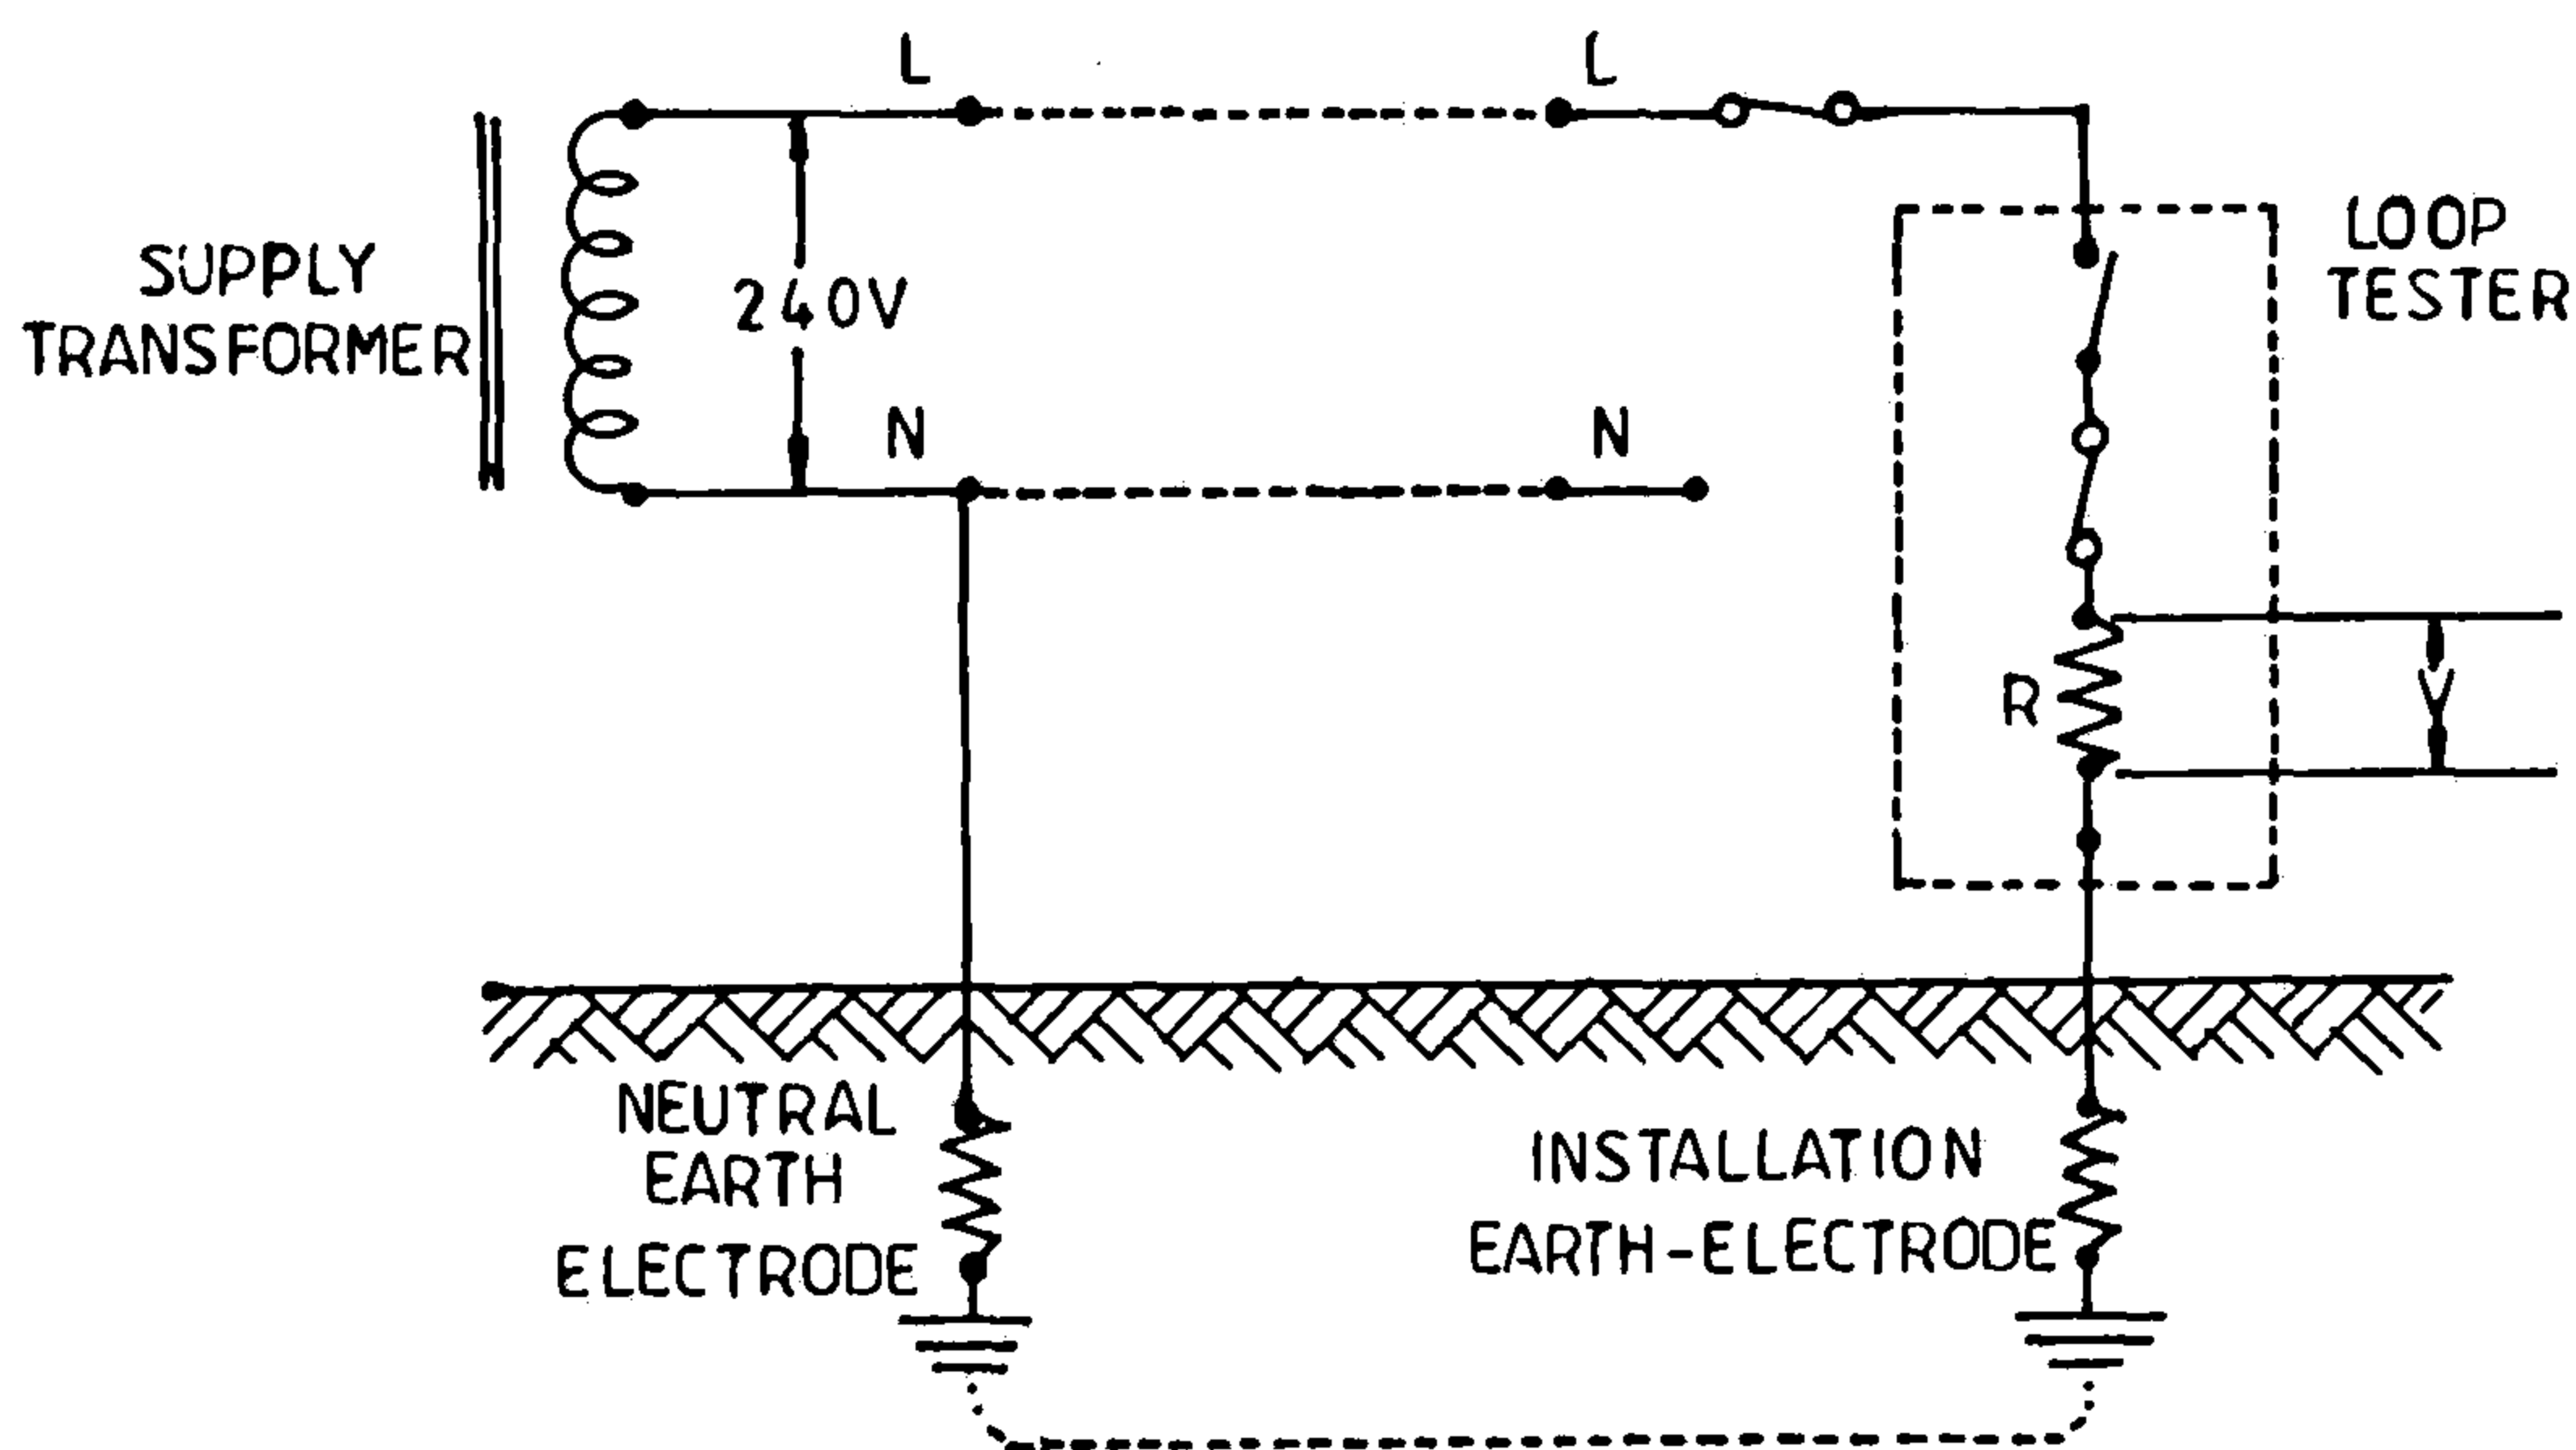 L
L
SUPPLY
TRANSFORMER
240V
N
N
LOOP
TESTER
R
V
NEUTRAL
EARTH
ELECTRODE
INSTALLATION
EARTH-ELECTRODE